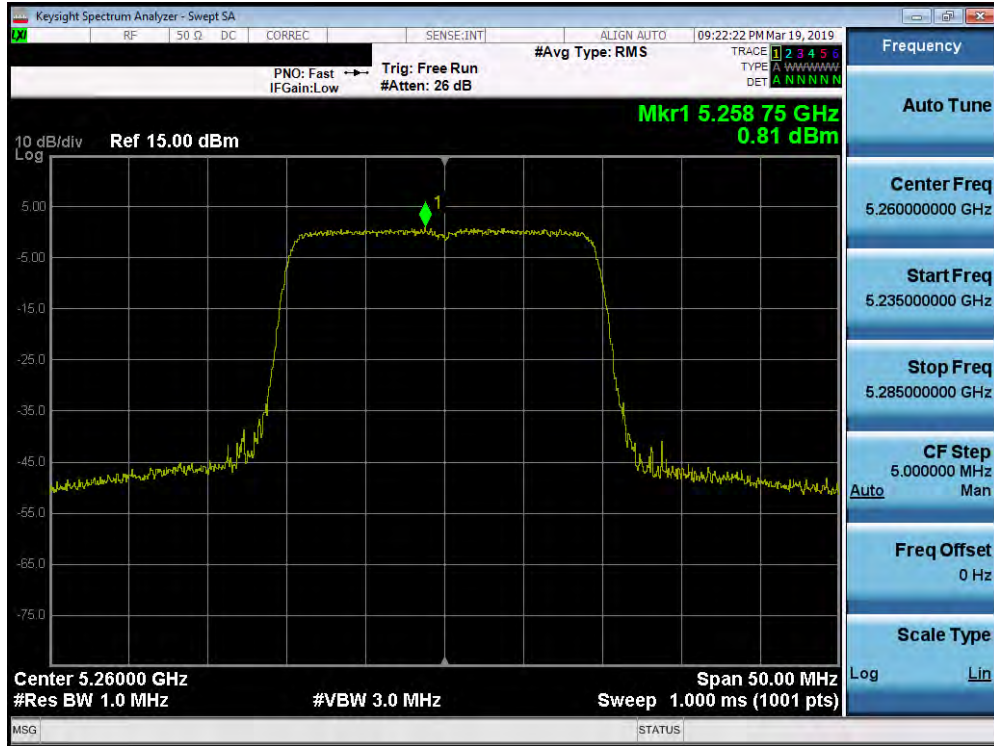 Keysight Spectrum Analyzer - Swept SA
LXI RF 50 Ω DC CORREC SENSE:INT ALIGN AUTO 09:22:22 PM Mar 19, 2019
#Avg Type: RMS TRACE 1 2 3 4 5 6
PNO: Fast Trig: Free Run TYPE A WWWWW
IFGain:Low #Atten: 26 dB DET A N N N N N
Mkr1 5.258 75 GHz
10 dB/div Ref 15.00 dBm 0.81 dBm
Log
1
5.00
-5.00
-15.0
-25.0
-35.0
-45.0
-55.0
-65.0
-75.0
Center 5.26000 GHz Span 50.00 MHz
#Res BW 1.0 MHz #VBW 3.0 MHz Sweep 1.000 ms (1001 pts)
MSG STATUS
Frequency
Auto Tune
Center Freq
5.260000000 GHz
Start Freq
5.235000000 GHz
Stop Freq
5.285000000 GHz
CF Step
5.000000 MHz
Auto Man
Freq Offset
0 Hz
Scale Type
Log Lin